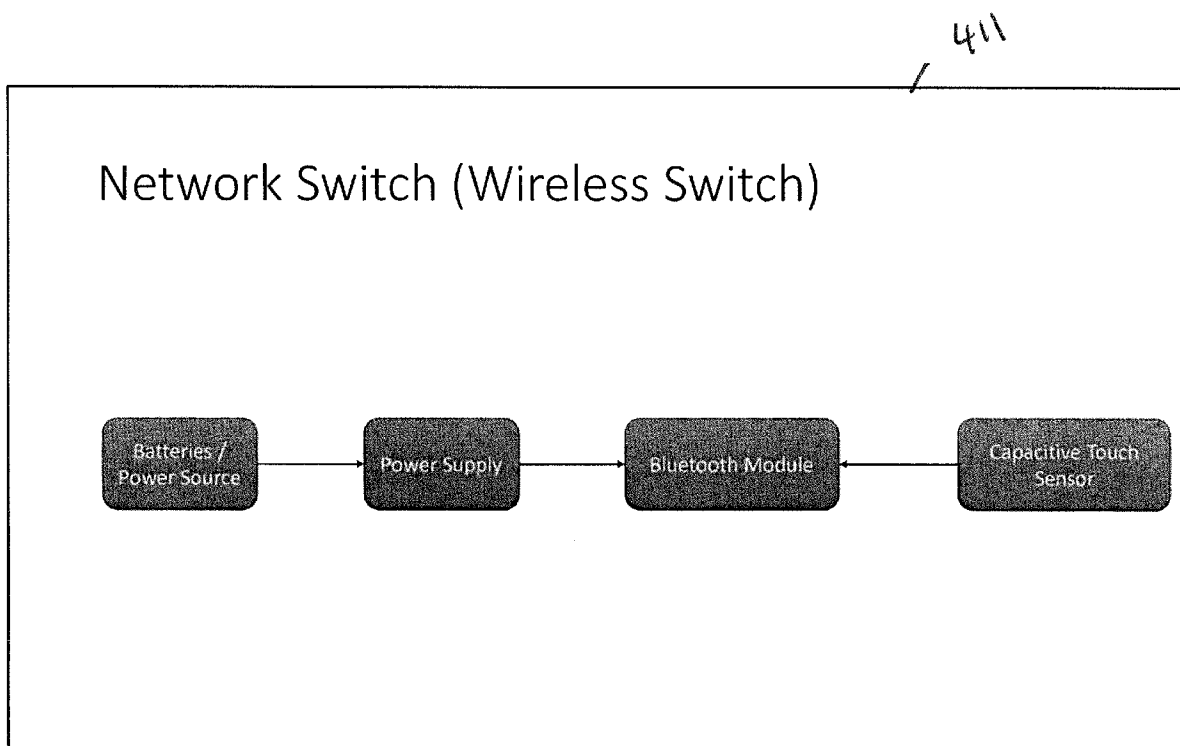 411
Network Switch (Wireless Switch)
Batteries /
Power Source
Power Supply
Bluetooth Module
Capacitive Touch
Sensor